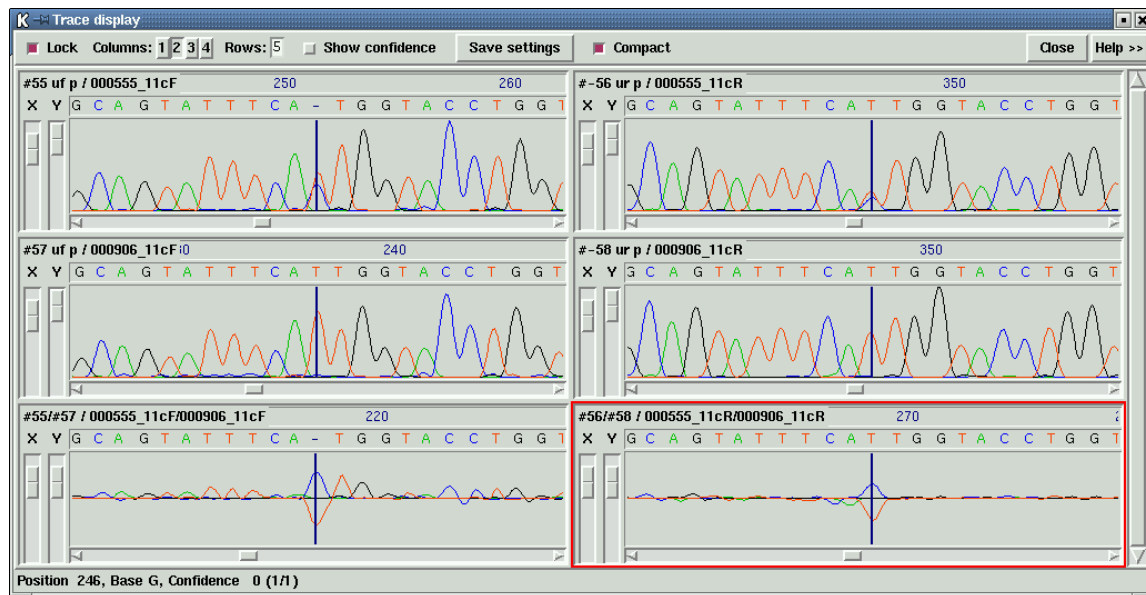 Trace display
Lock Columns: 1 2 3 4 Rows: 5 Show confidence Save settings Compact Close Help >>
#55 uf p / 000555_11cF 250 260
X Y G C A G T A T T T C A - T G G T A C C T G G T
#-56 ur p / 000555_11cR 350
X Y G C A G T A T T T C A T T G G T A C C T G G T
#57 uf p / 000906_11cF 240
X Y G C A G T A T T T C A T T G G T A C C T G G T
#-58 ur p / 000906_11cR 350
X Y G C A G T A T T T C A T T G G T A C C T G G T
#55/#57 / 000555_11cF/000906_11cF 220
X Y G C A G T A T T T C A - T G G T A C C T G G T
#56/#58 / 000555_11cR/000906_11cR 270
X Y G C A G T A T T T C A T T G G T A C C T G G T
Position 246, Base G, Confidence 0 (1/1)